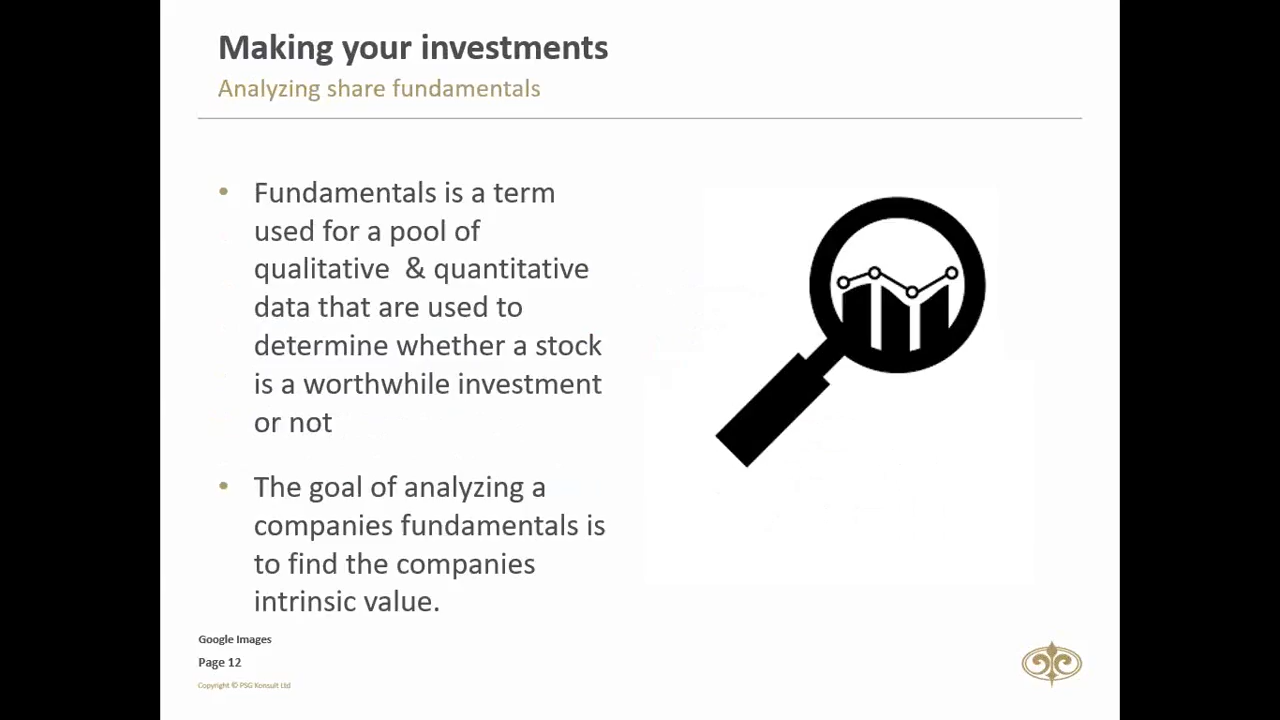 Making your investments
Analyzing share fundamentals
• Fundamentals is a term
used for a pool of
qualitative & quantitative
data that are used to
determine whether a stock
is a worthwhile investment
or not
• The goal of analyzing a
companies fundamentals is
to find the companies
intrinsic value.
Google Images
Page 12
Copyright © PSG Konsult Ltd